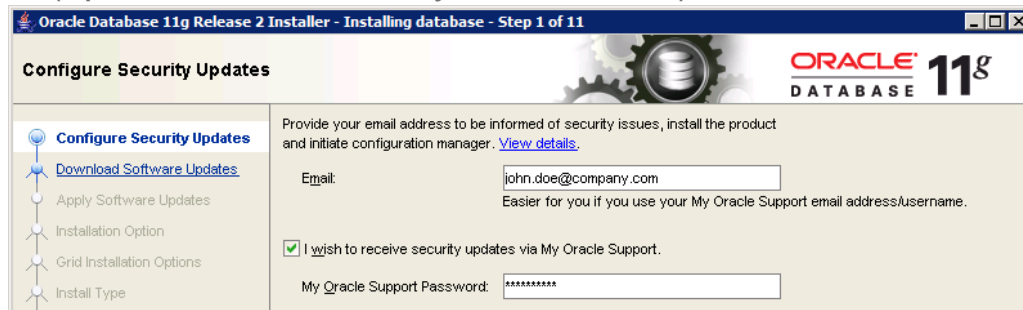 Oracle Database 11g Release 2 Installer - Installing database - Step 1 of 11
Configure Security Updates
ORACLE 11g
DATABASE
Configure Security Updates
Download Software Updates
Apply Software Updates
Installation Option
Grid Installation Options
Install Type
Provide your email address to be informed of security issues, install the product
and initiate configuration manager. View details.
Email: john.doe@company.com
Easier for you if you use your My Oracle Support email address/username.
I wish to receive security updates via My Oracle Support.
My Oracle Support Password: **********